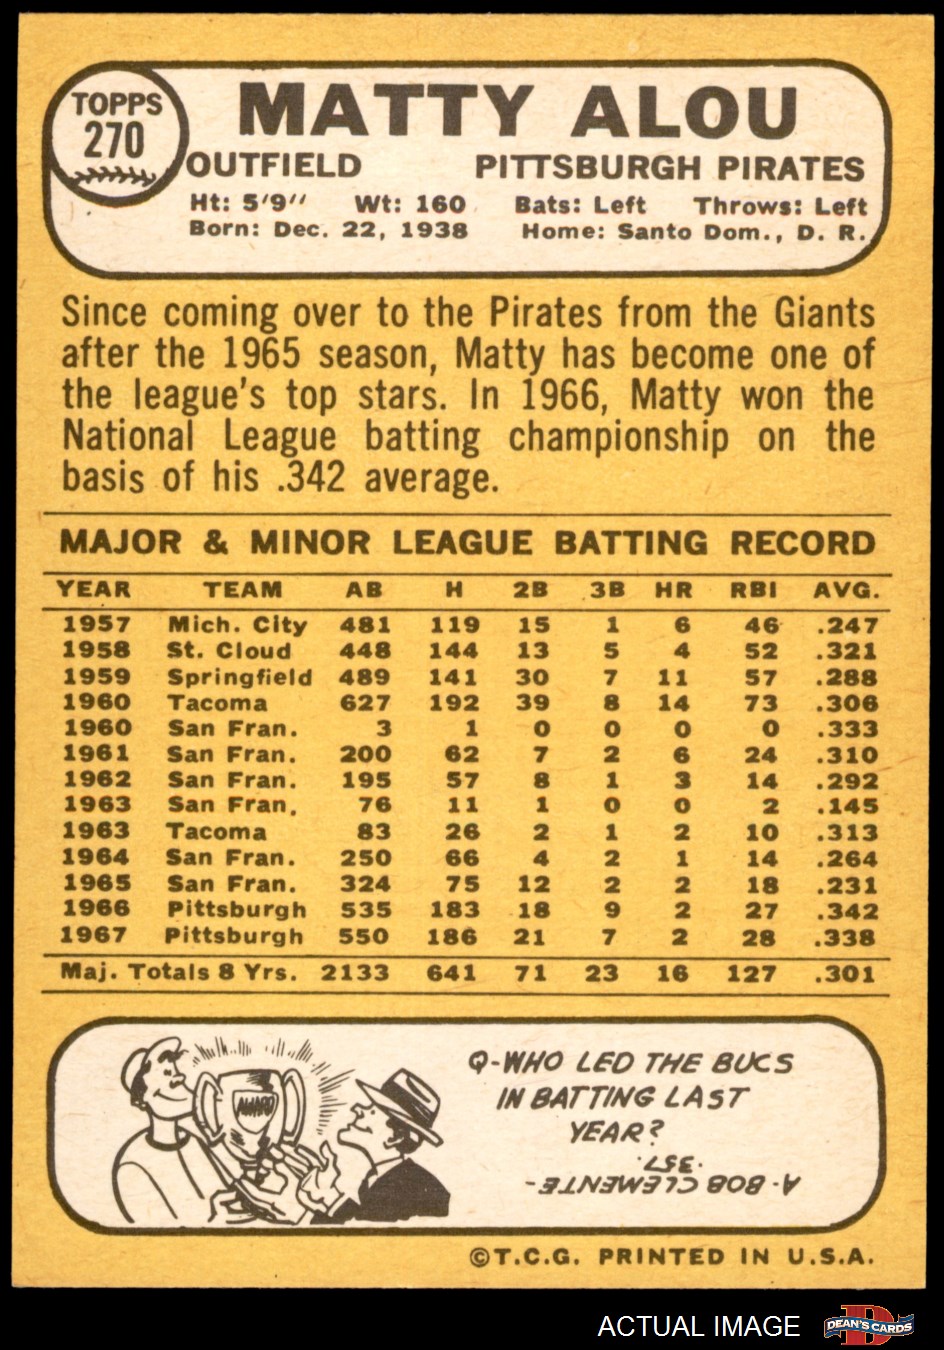 TOPPS
270
MATTY ALOU
OUTFIELD PITTSBURGH PIRATES
Ht: 5'9" Wt: 160 Bats: Left Throws: Left
Born: Dec. 22, 1938 Home: Santo Dom., D. R.
Since coming over to the Pirates from the Giants
after the 1965 season, Matty has become one of
the league's top stars. In 1966, Matty won the
National League batting championship on the
basis of his .342 average.
MAJOR & MINOR LEAGUE BATTING RECORD
YEAR TEAM AB H 2B 3B HR RBI AVG.
1957 Mich. City 481 119 15 1 6 46 .247
1958 St. Cloud 448 144 13 5 4 52 .321
1959 Springfield 489 141 30 7 11 57 .288
1960 Tacoma 627 192 39 8 14 73 .306
1960 San Fran. 3 1 0 0 0 0 .333
1961 San Fran. 200 62 7 2 6 24 .310
1962 San Fran. 195 57 8 1 3 14 .292
1963 San Fran. 76 11 1 0 0 2 .145
1963 Tacoma 83 26 2 1 2 10 .313
1964 San Fran. 250 66 4 2 1 14 .264
1965 San Fran. 324 75 12 2 2 18 .231
1966 Pittsburgh 535 183 18 9 2 27 .342
1967 Pittsburgh 550 186 21 7 2 28 .338
Maj. Totals 8 Yrs. 2133 641 71 23 16 127 .301
AWARD
Q-WHO LED THE BUCS
IN BATTING LAST
YEAR?
A-BOB CLEMENTE-
.357.
©T.C.G. PRINTED IN U.S.A.
ACTUAL IMAGE
D
DEAN'S CARDS